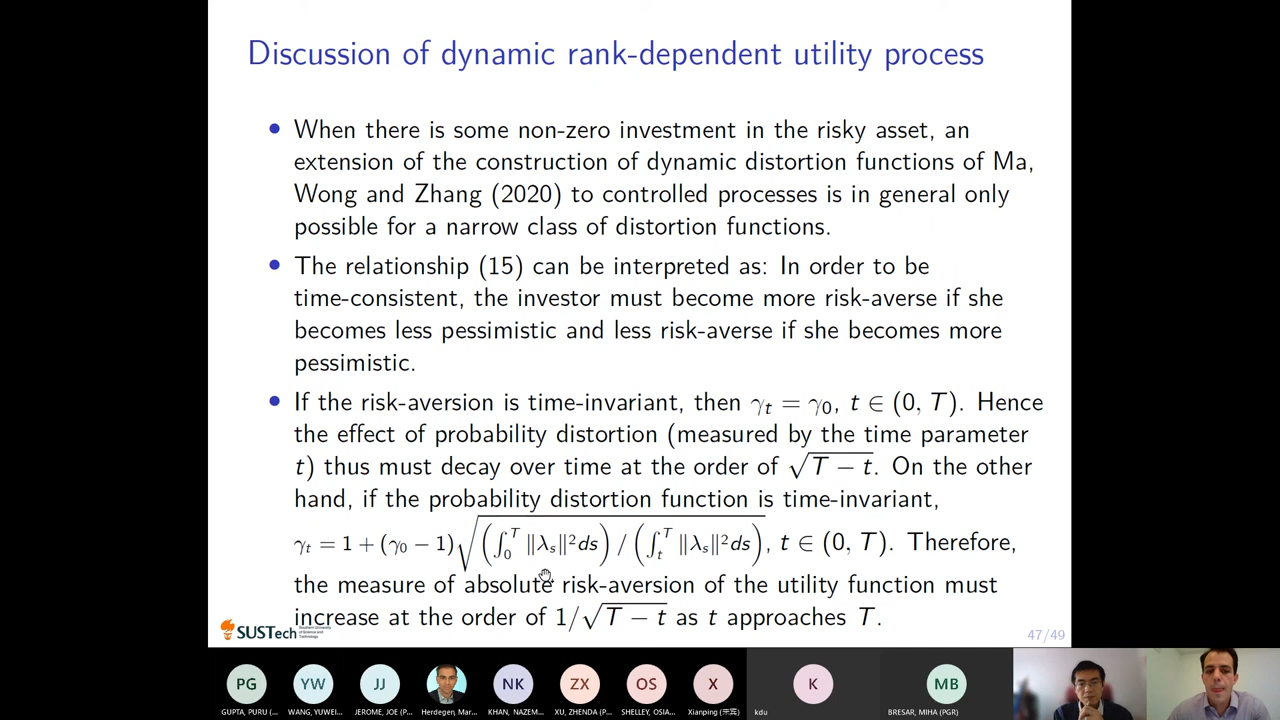 Discussion of dynamic rank-dependent utility process
• When there is some non-zero investment in the risky asset, an
extension of the construction of dynamic distortion functions of Ma,
Wong and Zhang (2020) to controlled processes is in general only
possible for a narrow class of distortion functions.
• The relationship (15) can be interpreted as: In order to be
time-consistent, the investor must become more risk-averse if she
becomes less pessimistic and less risk-averse if she becomes more
pessimistic.
• If the risk-aversion is time-invariant, then γ_t = γ_0, t ∈ (0, T). Hence
the effect of probability distortion (measured by the time parameter
t) thus must decay over time at the order of √(T − t). On the other
hand, if the probability distortion function is time-invariant,
γ_t = 1 + (γ_0 − 1)√((∫_0^T ‖λ_s‖²ds) / (∫_t^T ‖λ_s‖²ds)), t ∈ (0, T). Therefore,
the measure of absolute risk-aversion of the utility function must
increase at the order of 1/√(T − t) as t approaches T.
SUSTech Southern University of Science and Technology
47/49
PG YW JJ NK ZX OS X K MB
GUPTA, PURU (... WANG, YUWEI... JEROME, JOE (P... Herdegen, Mar... KHAN, NAZEM... XU, ZHENDA (P... SHELLEY, OSIA... Xianping (宋宾) kdu BRESAR, MIHA (PGR)